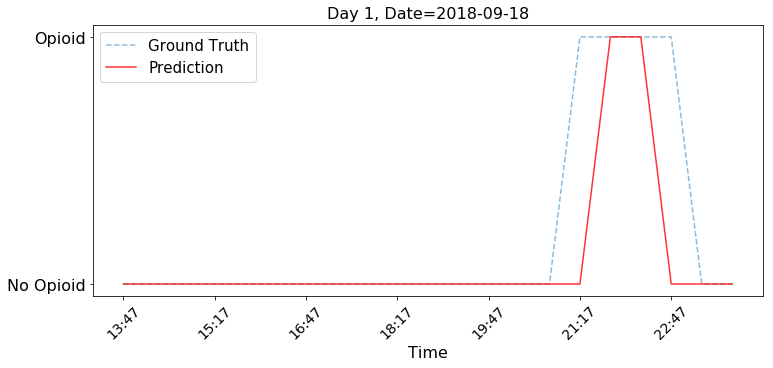 Day 1, Date=2018-09-18
Opioid
Ground Truth
Prediction
No Opioid
13:47
15:17
16:47
18:17
19:47
21:17
22:47
Time